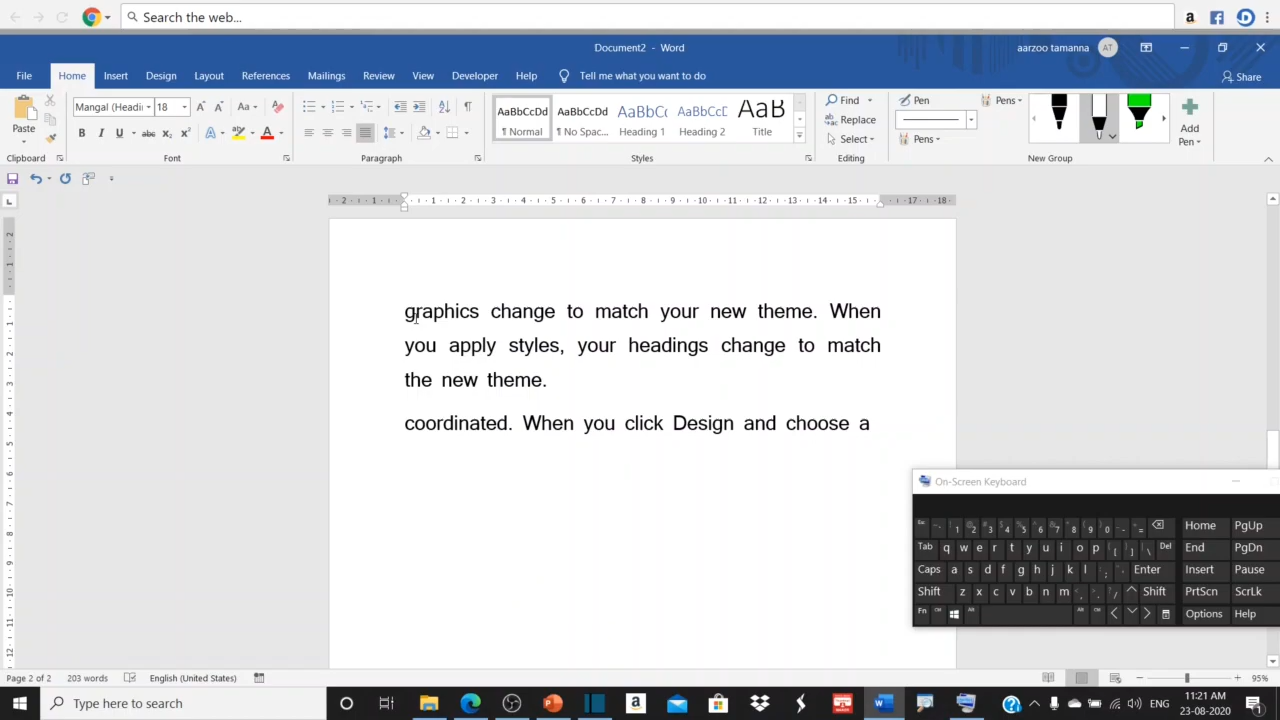 Search the web...
Document2 - Word
aarzoo tamanna
AT
File Home Insert Design Layout References Mailings Review View Developer Help Tell me what you want to do
Share
Paste
Mangal (Headi 18
AaBbCcDd AaBbCcDd AaBbCc AaBbCcD AaB
¶ Normal ¶ No Spac... Heading 1 Heading 2 Title
Find
Replace
Select
Pen
Pens
Pens
Add
Pen
Clipboard Font Paragraph Styles Editing New Group
graphics change to match your new theme. When
you apply styles, your headings change to match
the new theme.
coordinated. When you click Design and choose a
On-Screen Keyboard
Esc 1 2 3 4 5 6 7 8 9 0 - = Home PgUp
Tab q w e r t y u i o p [ ] \ Del End PgDn
Caps a s d f g h j k l ; ' Enter Insert Pause
Shift z x c v b n m , . / Shift PrtScn ScrLk
Fn Options Help
Page 2 of 2 203 words English (United States) 95%
Type here to search
ENG
11:21 AM
23-08-2020